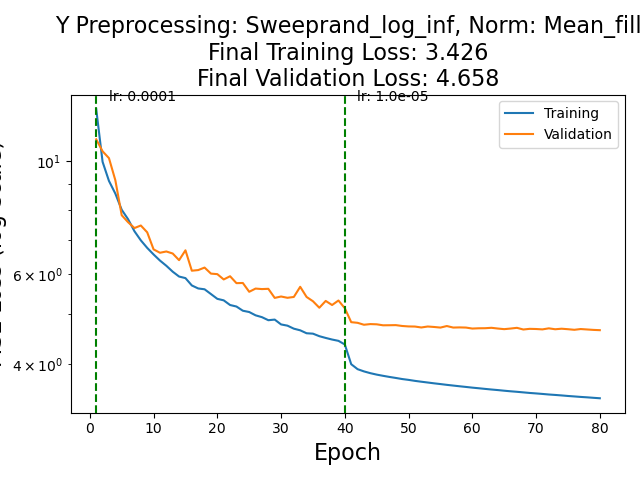 Y Preprocessing: Sweeprand_log_inf, Norm: Mean_fill
Final Training Loss: 3.426
Final Validation Loss: 4.658
lr: 0.0001
lr: 1.0e-05
Training
Validation
10¹
6 × 10⁰
4 × 10⁰
0 10 20 30 40 50 60 70 80
Epoch